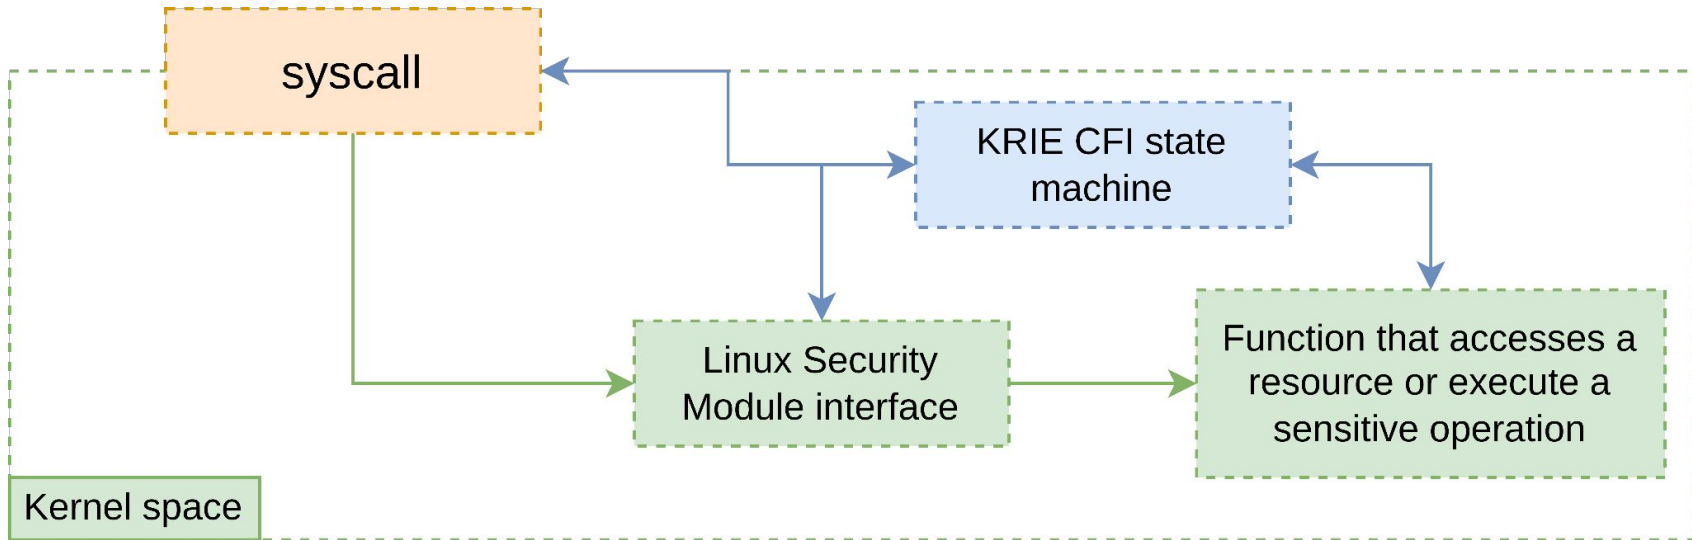 syscall
KRIE CFI state
machine
Linux Security
Module interface
Function that accesses a
resource or execute a
sensitive operation
Kernel space